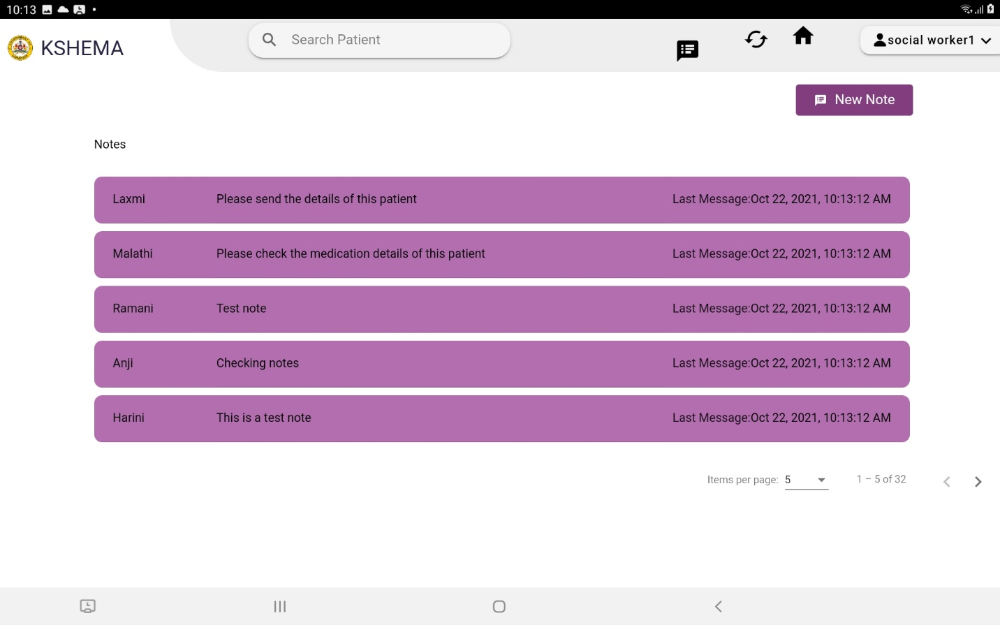 10:13
KSHEMA
Search Patient
social worker1
New Note
Notes
Laxmi Please send the details of this patient Last Message:Oct 22, 2021, 10:13:12 AM
Malathi Please check the medication details of this patient Last Message:Oct 22, 2021, 10:13:12 AM
Ramani Test note Last Message:Oct 22, 2021, 10:13:12 AM
Anji Checking notes Last Message:Oct 22, 2021, 10:13:12 AM
Harini This is a test note Last Message:Oct 22, 2021, 10:13:12 AM
Items per page: 5 1 – 5 of 32